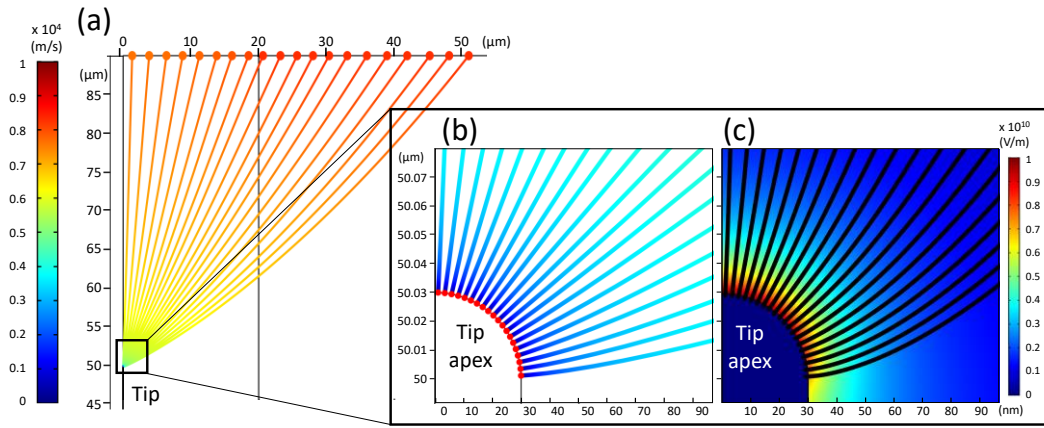 (a)
x 10⁴
(m/s)
0 10 20 30 40 50 (μm)
(μm)
1
0.9
0.8
0.7
0.6
0.5
0.4
0.3
0.2
0.1
0
85
80
75
70
65
60
55
50
45
Tip
(b)
(μm)
50.07
50.06
50.05
50.04
50.03
50.02
50.01
50
Tip
apex
0 10 20 30 40 50 60 70 80 90
(c)
Tip
apex
10 20 30 40 50 60 70 80 90 (nm)
x 10¹⁰
(V/m)
1
0.9
0.8
0.7
0.6
0.5
0.4
0.3
0.2
0.1
0